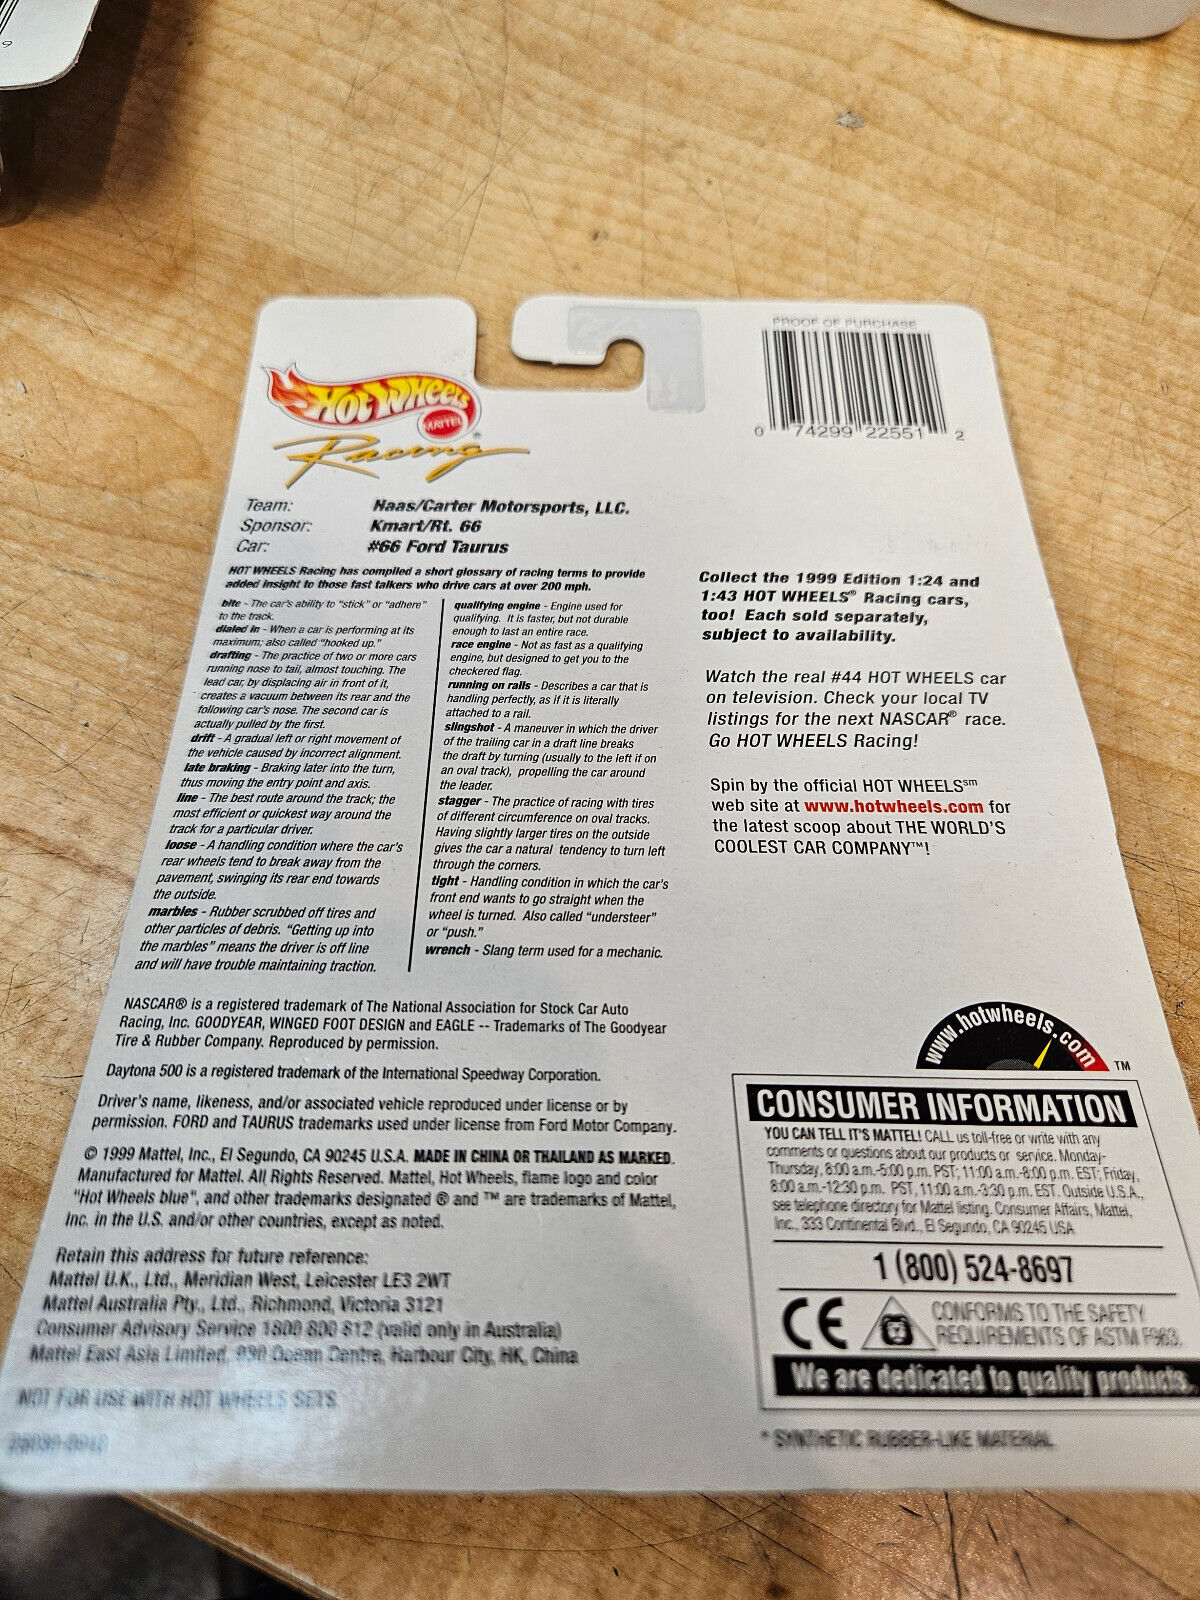 9
PROOF OF PURCHASE
0 74299 22551 2
HOT WHEELS
MATTEL
®
Racing
Team: Haas/Carter Motorsports, LLC.
Sponsor: Kmart/Rt. 66
Car: #66 Ford Taurus
HOT WHEELS Racing has compiled a short glossary of racing terms to provide
added insight to those fast talkers who drive cars at over 200 mph.
bite - The car's ability to "stick" or "adhere"
to the track.
dialed in - When a car is performing at its
maximum; also called "hooked up."
drafting - The practice of two or more cars
running nose to tail, almost touching. The
lead car, by displacing air in front of it,
creates a vacuum between its rear and the
following car's nose. The second car is
actually pulled by the first.
drift - A gradual left or right movement of
the vehicle caused by incorrect alignment.
late braking - Braking later into the turn,
thus moving the entry point and axis.
line - The best route around the track; the
most efficient or quickest way around the
track for a particular driver.
loose - A handling condition where the car's
rear wheels tend to break away from the
pavement, swinging its rear end towards
the outside.
marbles - Rubber scrubbed off tires and
other particles of debris. "Getting up into
the marbles" means the driver is off line
and will have trouble maintaining traction.
qualifying engine - Engine used for
qualifying. It is faster, but not durable
enough to last an entire race.
race engine - Not as fast as a qualifying
engine, but designed to get you to the
checkered flag.
running on rails - Describes a car that is
handling perfectly, as if it is literally
attached to a rail.
slingshot - A maneuver in which the driver
of the trailing car in a draft line breaks
the draft by turning (usually to the left if on
an oval track), propelling the car around
the leader.
stagger - The practice of racing with tires
of different circumference on oval tracks.
Having slightly larger tires on the outside
gives the car a natural tendency to turn left
through the corners.
tight - Handling condition in which the car's
front end wants to go straight when the
wheel is turned. Also called "understeer"
or "push."
wrench - Slang term used for a mechanic.
Collect the 1999 Edition 1:24 and
1:43 HOT WHEELS® Racing cars,
too! Each sold separately,
subject to availability.
Watch the real #44 HOT WHEELS car
on television. Check your local TV
listings for the next NASCAR® race.
Go HOT WHEELS Racing!
Spin by the official HOT WHEELS℠
web site at www.hotwheels.com for
the latest scoop about THE WORLD'S
COOLEST CAR COMPANY™!
NASCAR® is a registered trademark of The National Association for Stock Car Auto
Racing, Inc. GOODYEAR, WINGED FOOT DESIGN and EAGLE -- Trademarks of The Goodyear
Tire & Rubber Company. Reproduced by permission.
Daytona 500 is a registered trademark of the International Speedway Corporation.
Driver's name, likeness, and/or associated vehicle reproduced under license or by
permission. FORD and TAURUS trademarks used under license from Ford Motor Company.
© 1999 Mattel, Inc., El Segundo, CA 90245 U.S.A. MADE IN CHINA OR THAILAND AS MARKED.
Manufactured for Mattel. All Rights Reserved. Mattel, Hot Wheels, flame logo and color
"Hot Wheels blue", and other trademarks designated ® and ™ are trademarks of Mattel,
Inc. in the U.S. and/or other countries, except as noted.
Retain this address for future reference:
Mattel U.K., Ltd., Meridian West, Leicester LE3 2WT
Mattel Australia Pty., Ltd., Richmond, Victoria 3121
Consumer Advisory Service 1800 800 812 (valid only in Australia)
Mattel East Asia Limited, 930 Ocean Centre, Harbour City, HK, China
NOT FOR USE WITH HOT WHEELS SETS.
www.hotwheels.com
TM
CONSUMER INFORMATION
YOU CAN TELL IT'S MATTEL! CALL us toll-free or write with any
comments or questions about our products or service. Monday-
Thursday, 8:00 a.m.-5:00 p.m. PST; 11:00 a.m.-8:00 p.m. EST; Friday,
8:00 a.m.-12:30 p.m. PST, 11:00 a.m.-3:30 p.m. EST. Outside U.S.A.,
see telephone directory for Mattel listing. Consumer Affairs, Mattel,
Inc., 333 Continental Blvd., El Segundo, CA 90245 USA
1 (800) 524-8697
CE
CONFORMS TO THE SAFETY
REQUIREMENTS OF ASTM F963.
We are dedicated to quality products.
* SYNTHETIC RUBBER-LIKE MATERIAL